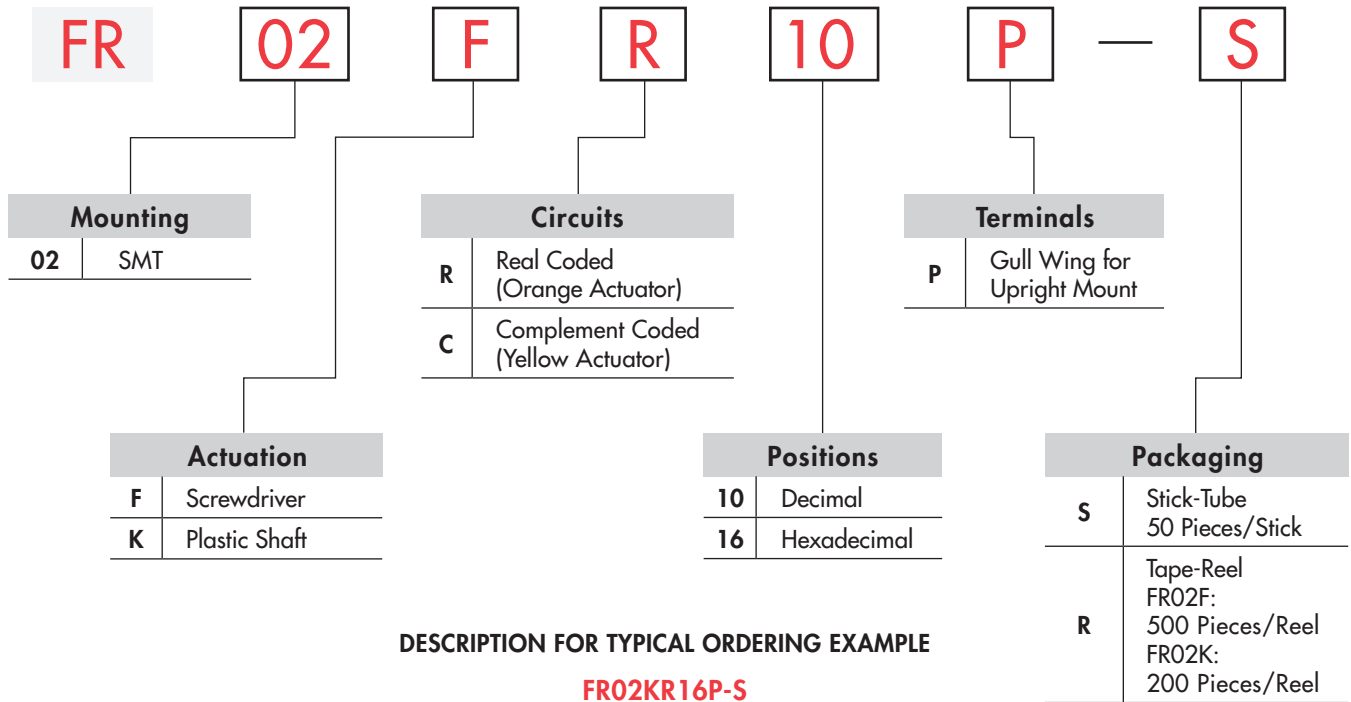 FR 02 F R 10 P — S
Mounting
02 SMT
Circuits
R Real Coded
(Orange Actuator)
C Complement Coded
(Yellow Actuator)
Terminals
P Gull Wing for
Upright Mount
Actuation
F Screwdriver
K Plastic Shaft
Positions
10 Decimal
16 Hexadecimal
Packaging
S Stick-Tube
50 Pieces/Stick
R Tape-Reel
FR02F:
500 Pieces/Reel
FR02K:
200 Pieces/Reel
DESCRIPTION FOR TYPICAL ORDERING EXAMPLE
FR02KR16P-S